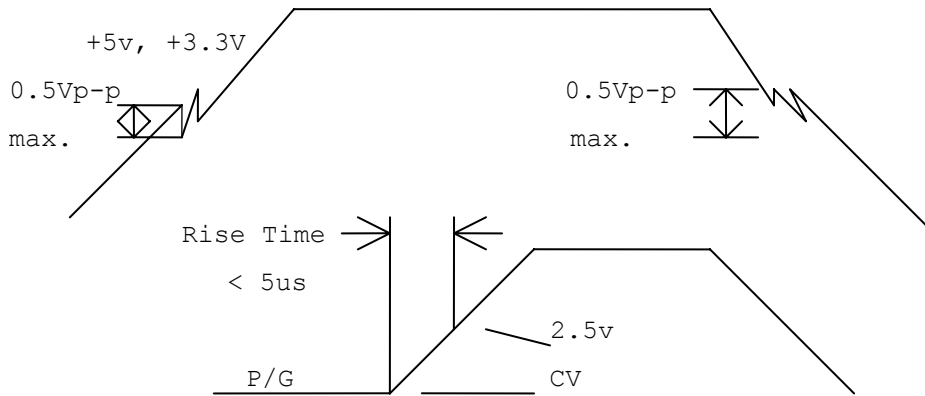 +5v, +3.3V
0.5Vp-p
max.
0.5Vp-p
max.
Rise Time
< 5us
2.5v
P/G
CV